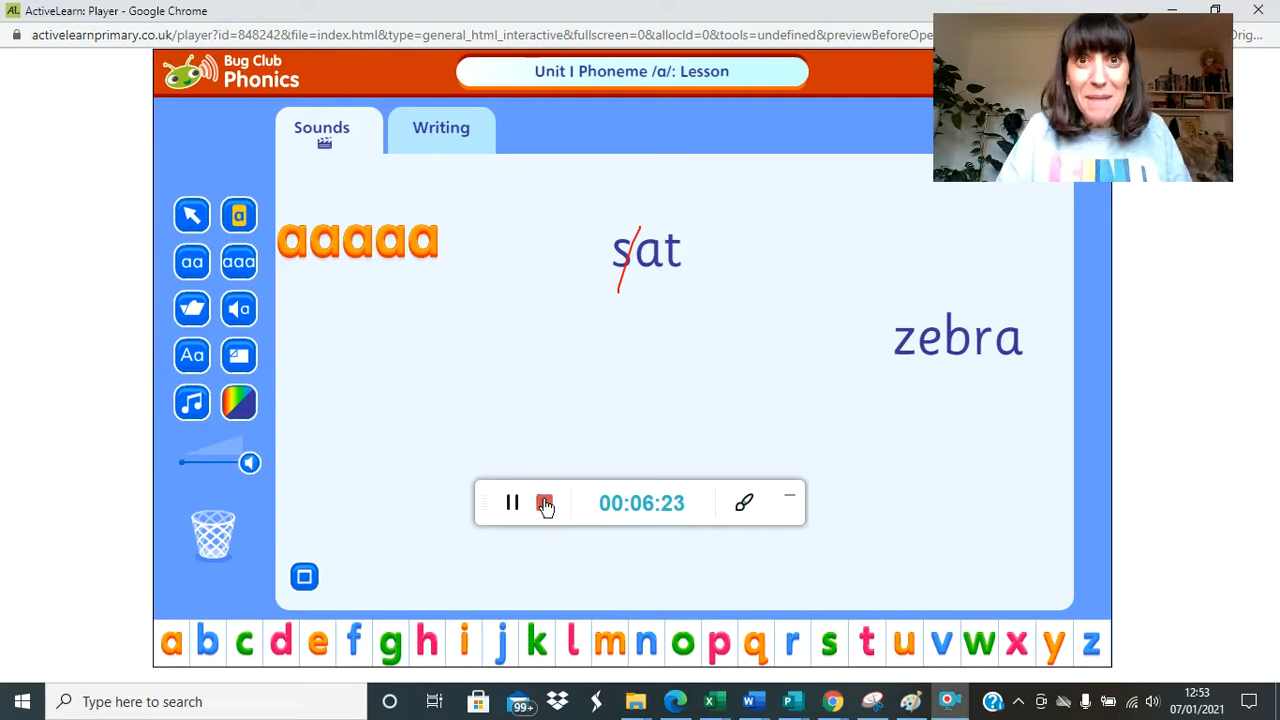 ActiveLearn: Player - Google Chrome
activelearnprimary.co.uk/player?id=848242&file=index.html&type=general_html_interactive&fullscreen=0&allocId=0&tools=undefined&previewBeforeOpe
Orig...
Bug Club
Phonics
Unit 1 Phoneme /a/: Lesson
Sounds
Writing
a
aa aaa
a
Aa
aaaaa
sat
zebra
00:06:23
a b c d e f g h i j k l m n o p q r s t u v w x y z
Type here to search
99+
12:53
07/01/2021